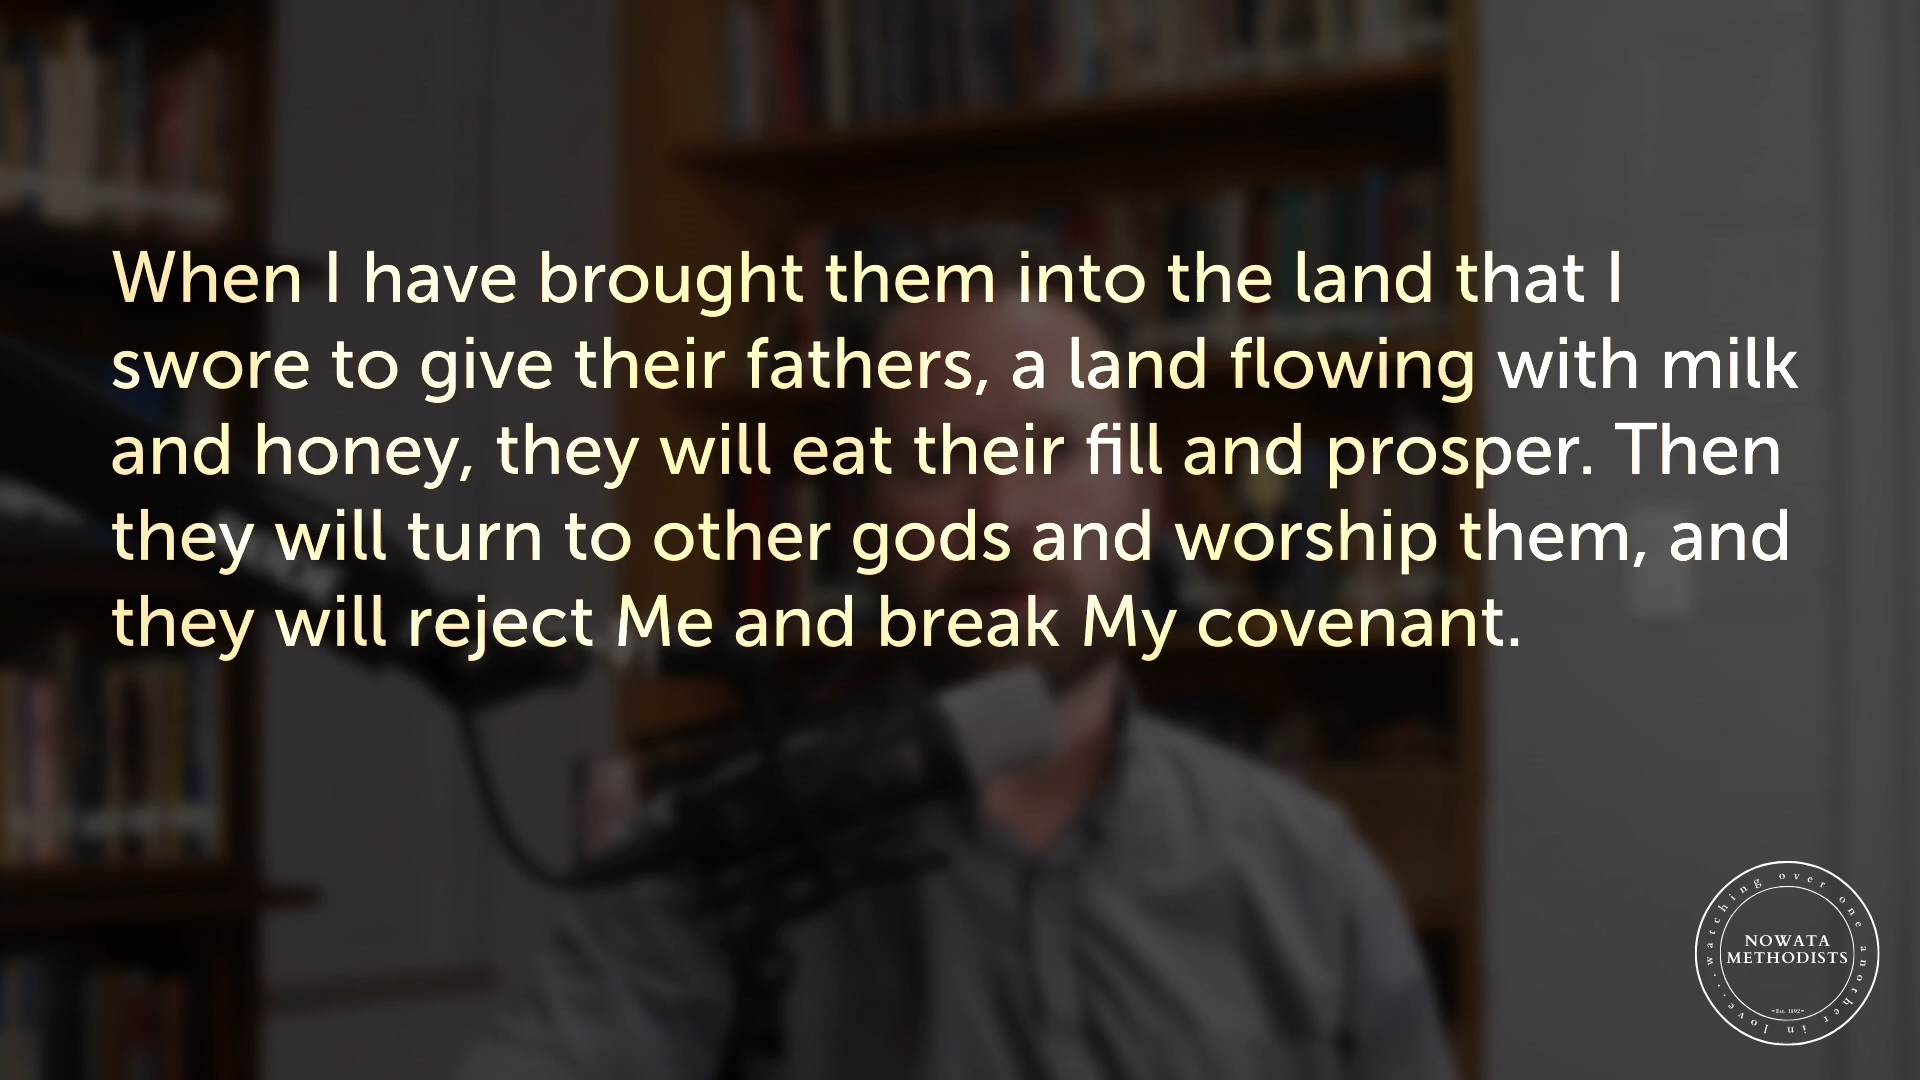 When I have brought them into the land that I
swore to give their fathers, a land flowing with milk
and honey, they will eat their fill and prosper. Then
they will turn to other gods and worship them, and
they will reject Me and break My covenant.
watching over one another in love...
NOWATA
METHODISTS
~Est. 1892~